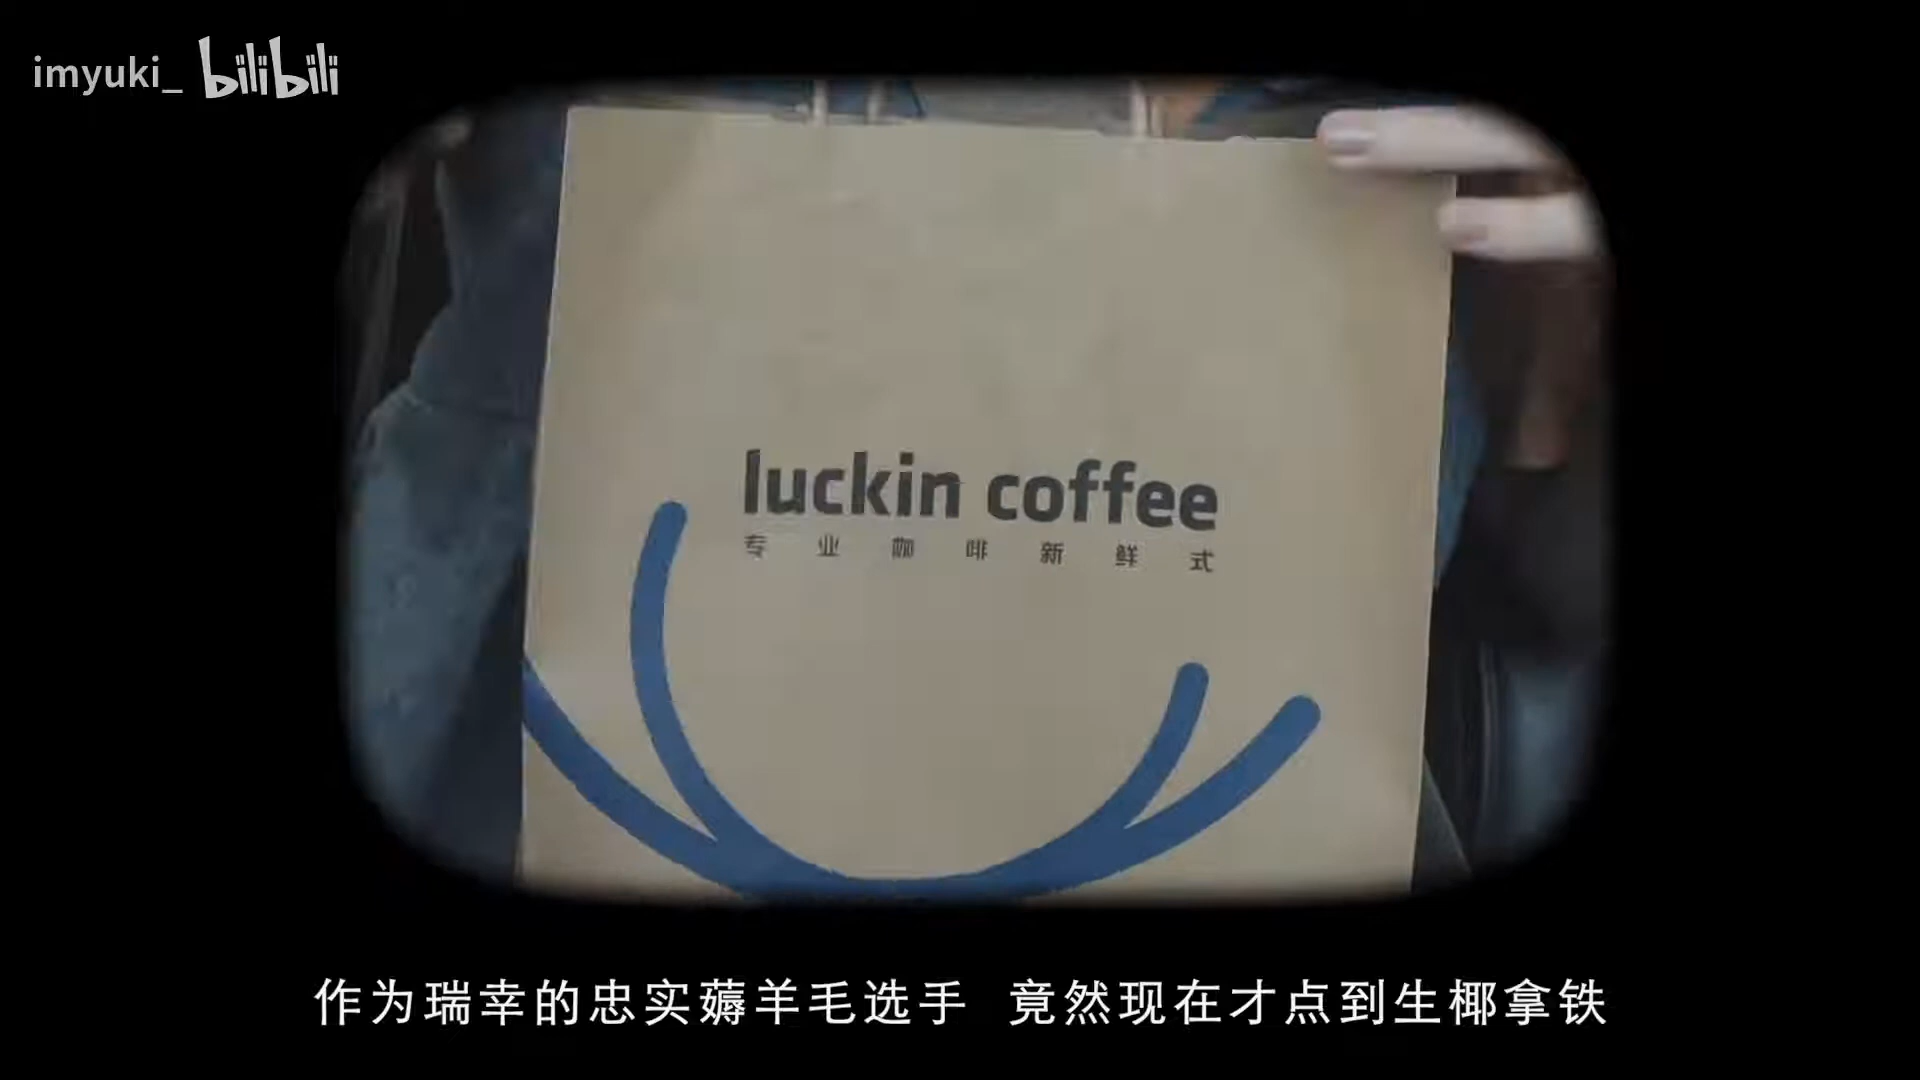 imyuki_ bilibili
luckin coffee
专业咖啡新鲜式
作为瑞幸的忠实薅羊毛选手 竟然现在才点到生椰拿铁